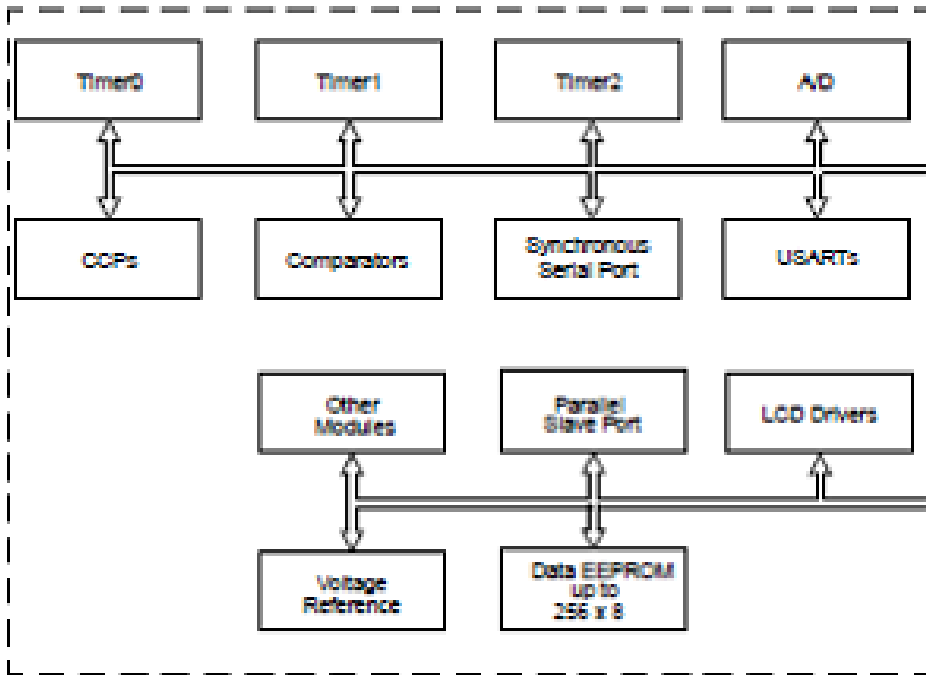 Timer0
Timer1
Timer2
A/D
CCPs
Comparators
Synchronous
Serial Port
USARTs
Other
Modules
Parallel
Slave Port
LCD Drivers
Voltage
Reference
Data EEPROM
up to
256 x 8